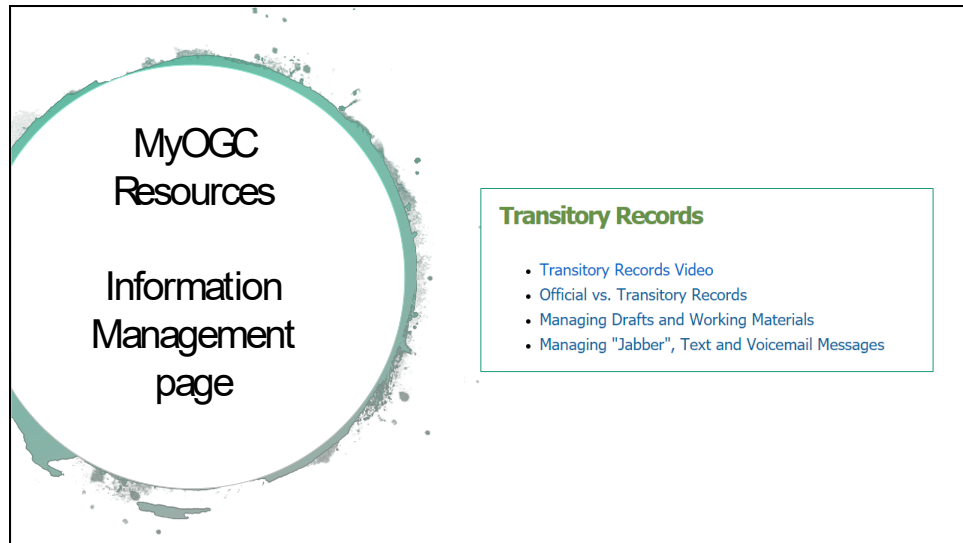 MyOGC
Resources
Information
Management
page
Transitory Records
• Transitory Records Video
• Official vs. Transitory Records
• Managing Drafts and Working Materials
• Managing "Jabber", Text and Voicemail Messages